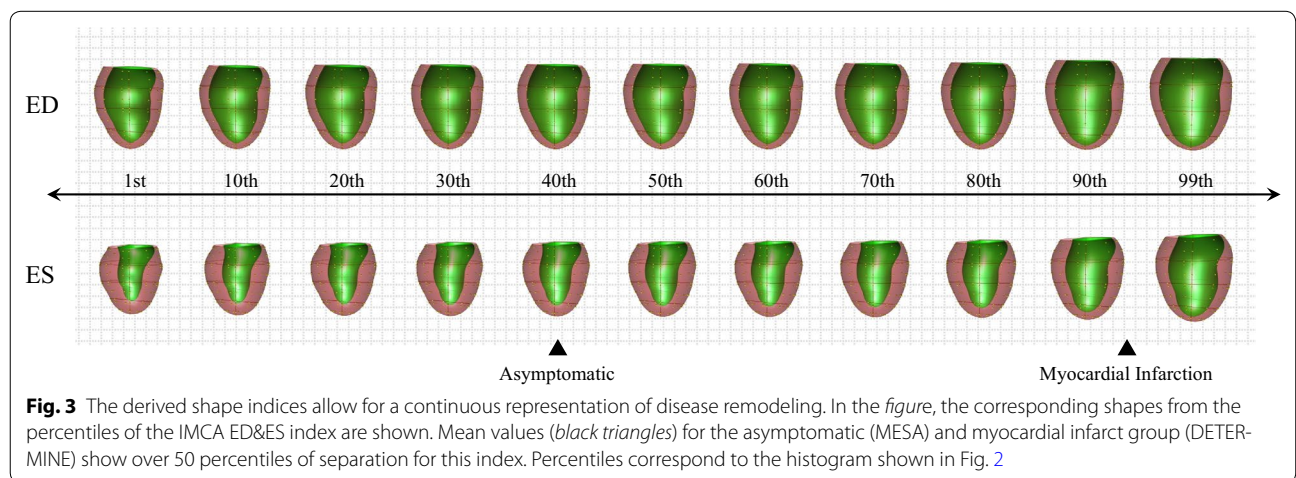 ED
1st 10th 20th 30th 40th 50th 60th 70th 80th 90th 99th
ES
Asymptomatic Myocardial Infarction
Fig. 3 The derived shape indices allow for a continuous representation of disease remodeling. In the figure, the corresponding shapes from the
percentiles of the IMCA ED&ES index are shown. Mean values (black triangles) for the asymptomatic (MESA) and myocardial infarct group (DETER-
MINE) show over 50 percentiles of separation for this index. Percentiles correspond to the histogram shown in Fig. 2